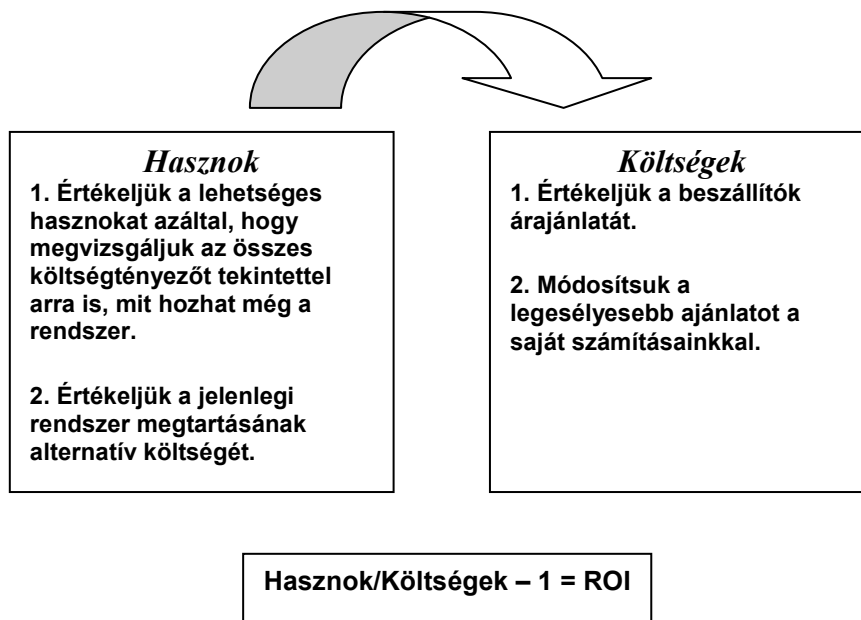 Hasznok
1. Értékeljük a lehetséges
hasznokat azáltal, hogy
megvizsgáljuk az összes
költségtényezőt tekintettel
arra is, mit hozhat még a
rendszer.
2. Értékeljük a jelenlegi
rendszer megtartásának
alternatív költségét.
Költségek
1. Értékeljük a beszállítók
árajánlatát.
2. Módosítsuk a
legesélyesebb ajánlatot a
saját számításainkkal.
Hasznok/Költségek – 1 = ROI